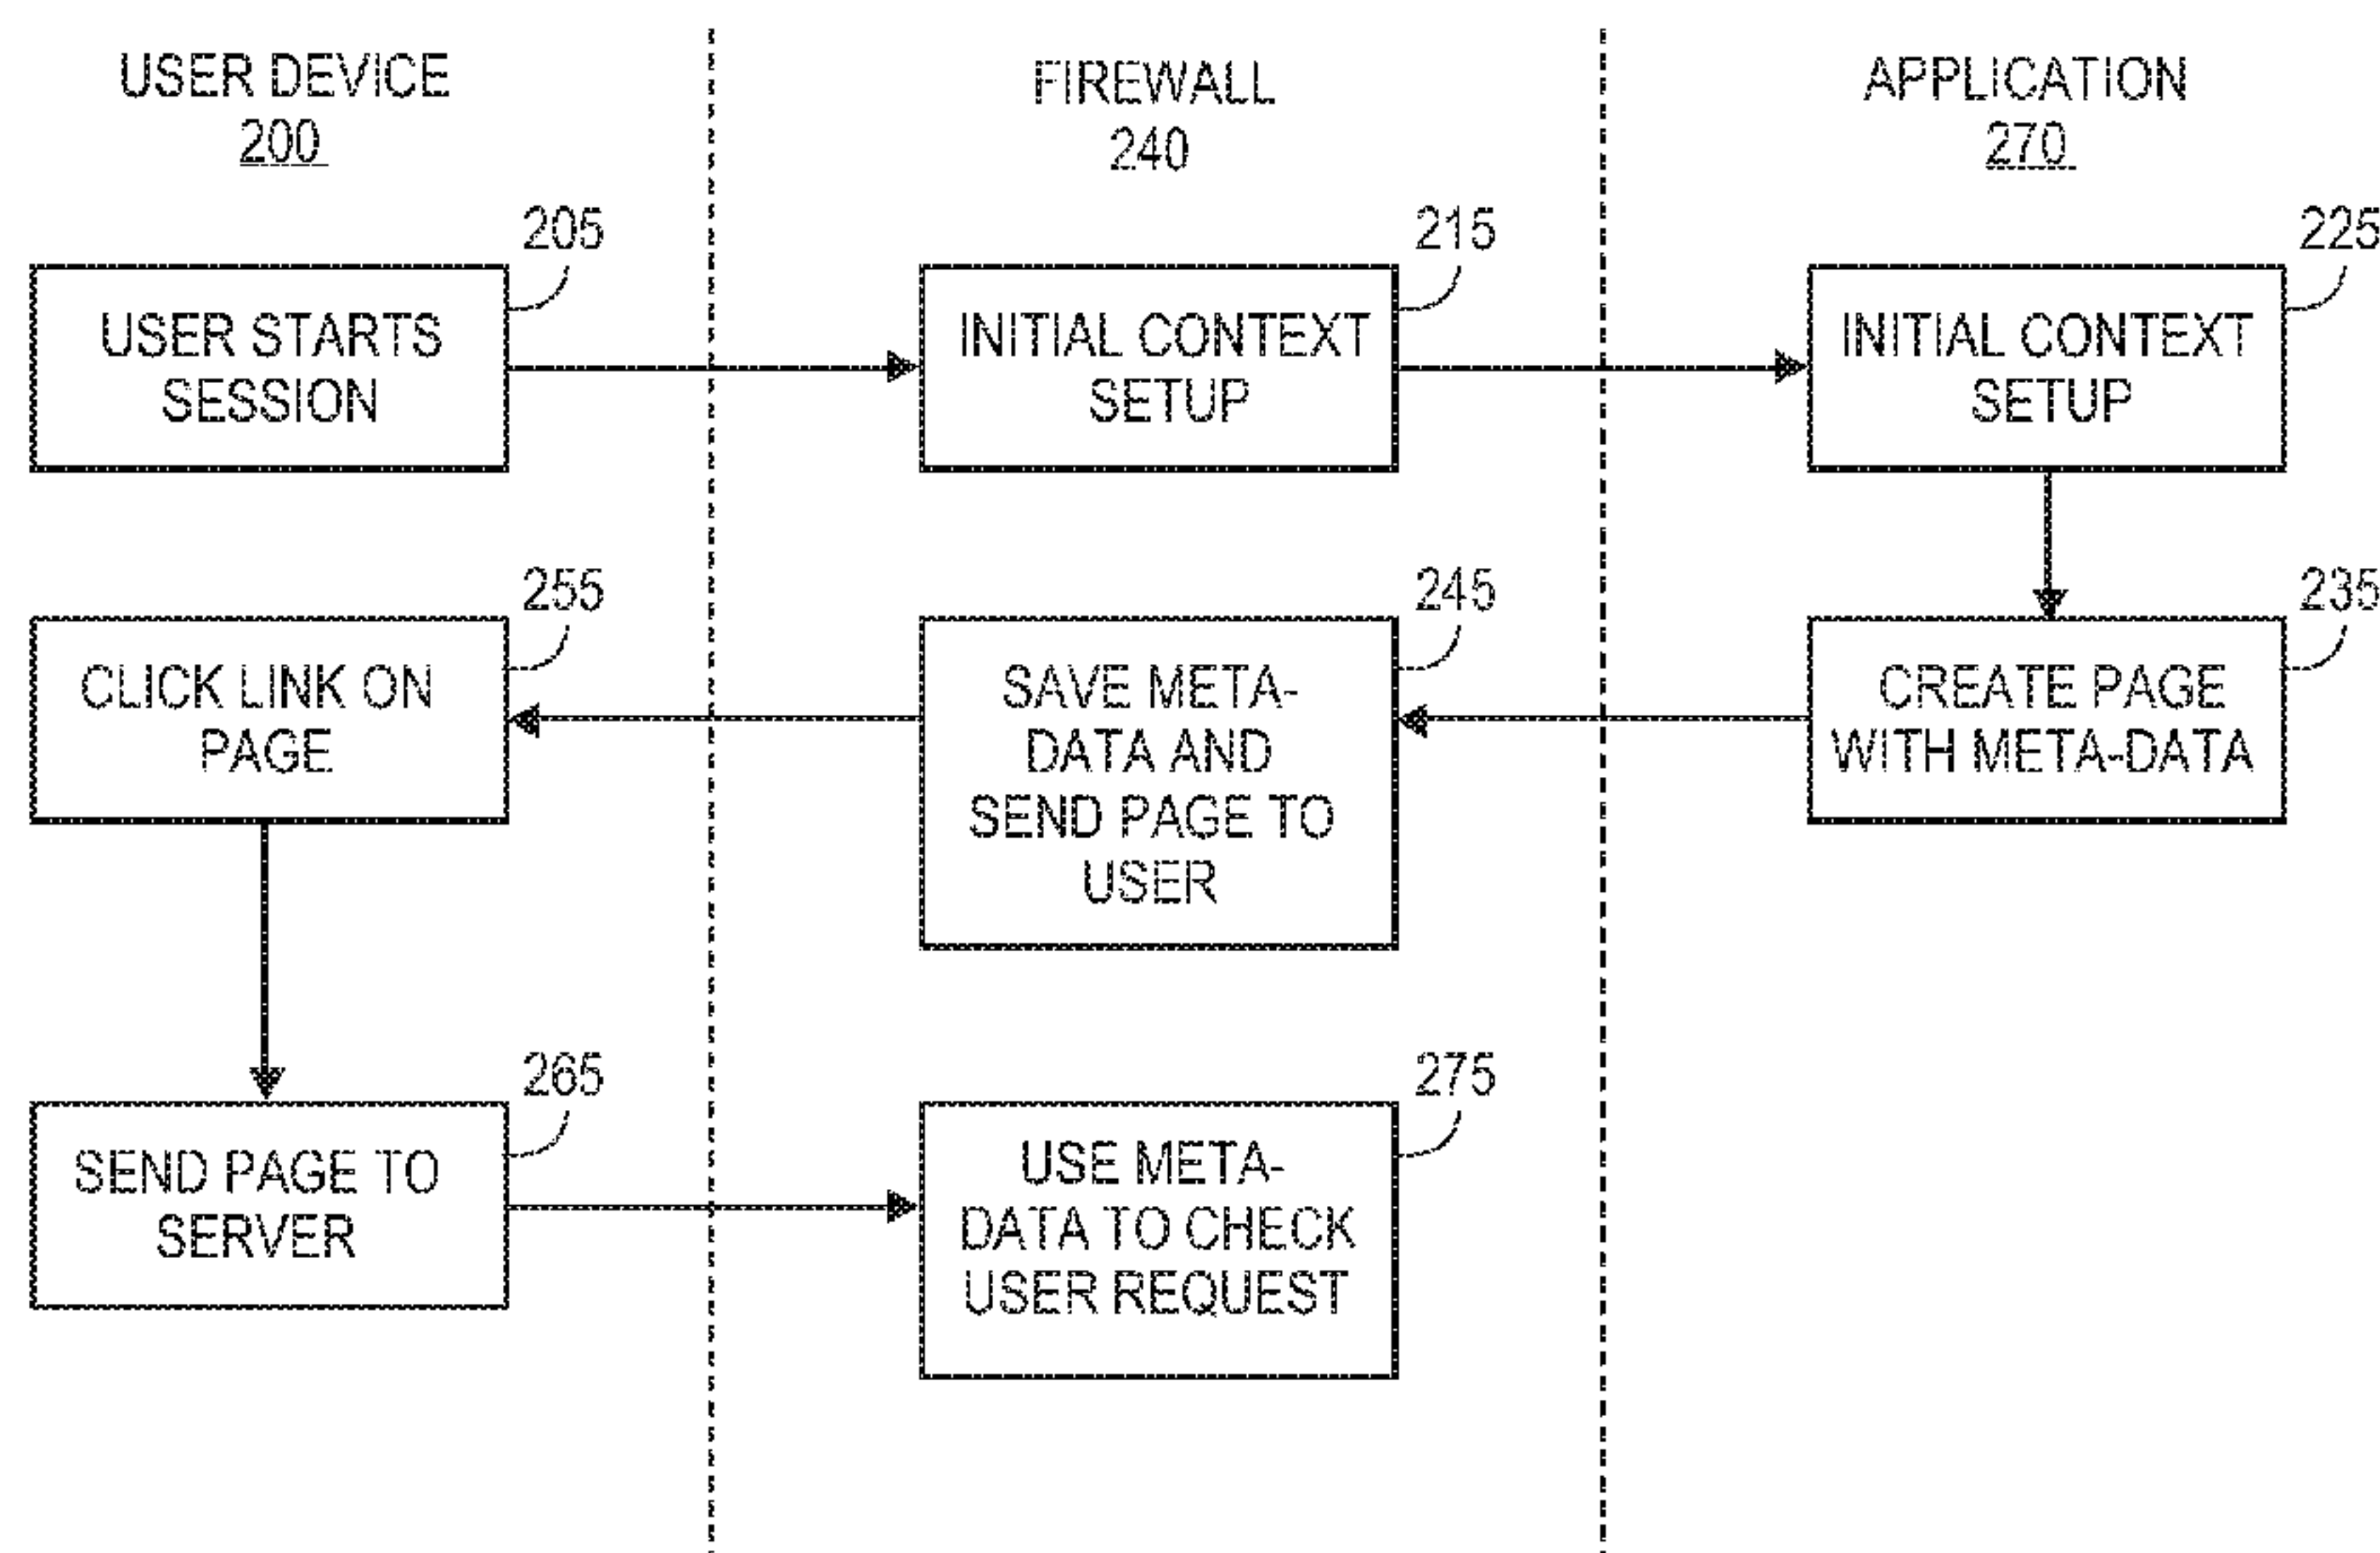 USER DEVICE
200
FIREWALL
240
APPLICATION
270
205
USER STARTS
SESSION
215
INITIAL CONTEXT
SETUP
225
INITIAL CONTEXT
SETUP
255
CLICK LINK ON
PAGE
245
SAVE META-
DATA AND
SEND PAGE TO
USER
235
CREATE PAGE
WITH META-DATA
265
SEND PAGE TO
SERVER
275
USE META-
DATA TO CHECK
USER REQUEST